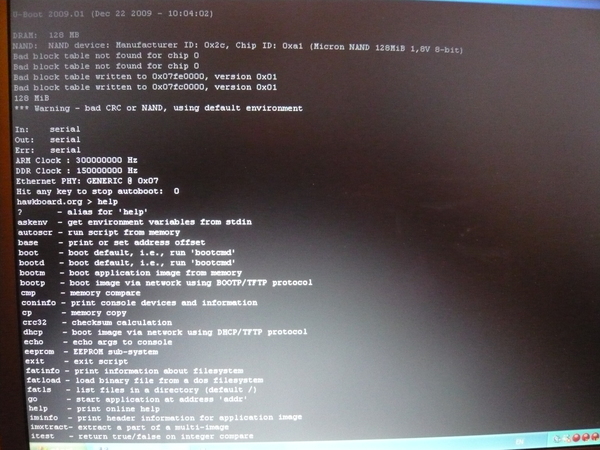 U-Boot 2009.01 (Dec 22 2009 - 10:04:02)
DRAM:  128 MB
NAND:  NAND device: Manufacturer ID: 0x2c, Chip ID: 0xa1 (Micron NAND 128MiB 1,8V 8-bit)
Bad block table not found for chip 0
Bad block table not found for chip 0
Bad block table written to 0x07fe0000, version 0x01
Bad block table written to 0x07fc0000, version 0x01
128 MiB
*** Warning - bad CRC or NAND, using default environment
In:    serial
Out:   serial
Err:   serial
ARM Clock : 300000000 Hz
DDR Clock : 150000000 Hz
Ethernet PHY: GENERIC @ 0x07
Hit any key to stop autoboot:  0
hawkboard.org > help
?       - alias for 'help'
askenv  - get environment variables from stdin
autoscr - run script from memory
base    - print or set address offset
boot    - boot default, i.e., run 'bootcmd'
bootd   - boot default, i.e., run 'bootcmd'
bootm   - boot application image from memory
bootp   - boot image via network using BOOTP/TFTP protocol
cmp     - memory compare
coninfo - print console devices and information
cp      - memory copy
crc32   - checksum calculation
dhcp    - boot image via network using DHCP/TFTP protocol
echo    - echo args to console
eeprom  - EEPROM sub-system
exit    - exit script
fatinfo - print information about filesystem
fatload - load binary file from a dos filesystem
fatls   - list files in a directory (default /)
go      - start application at address 'addr'
help    - print online help
iminfo  - print header information for application image
imxtract- extract a part of a multi-image
itest   - return true/false on integer compare
EN